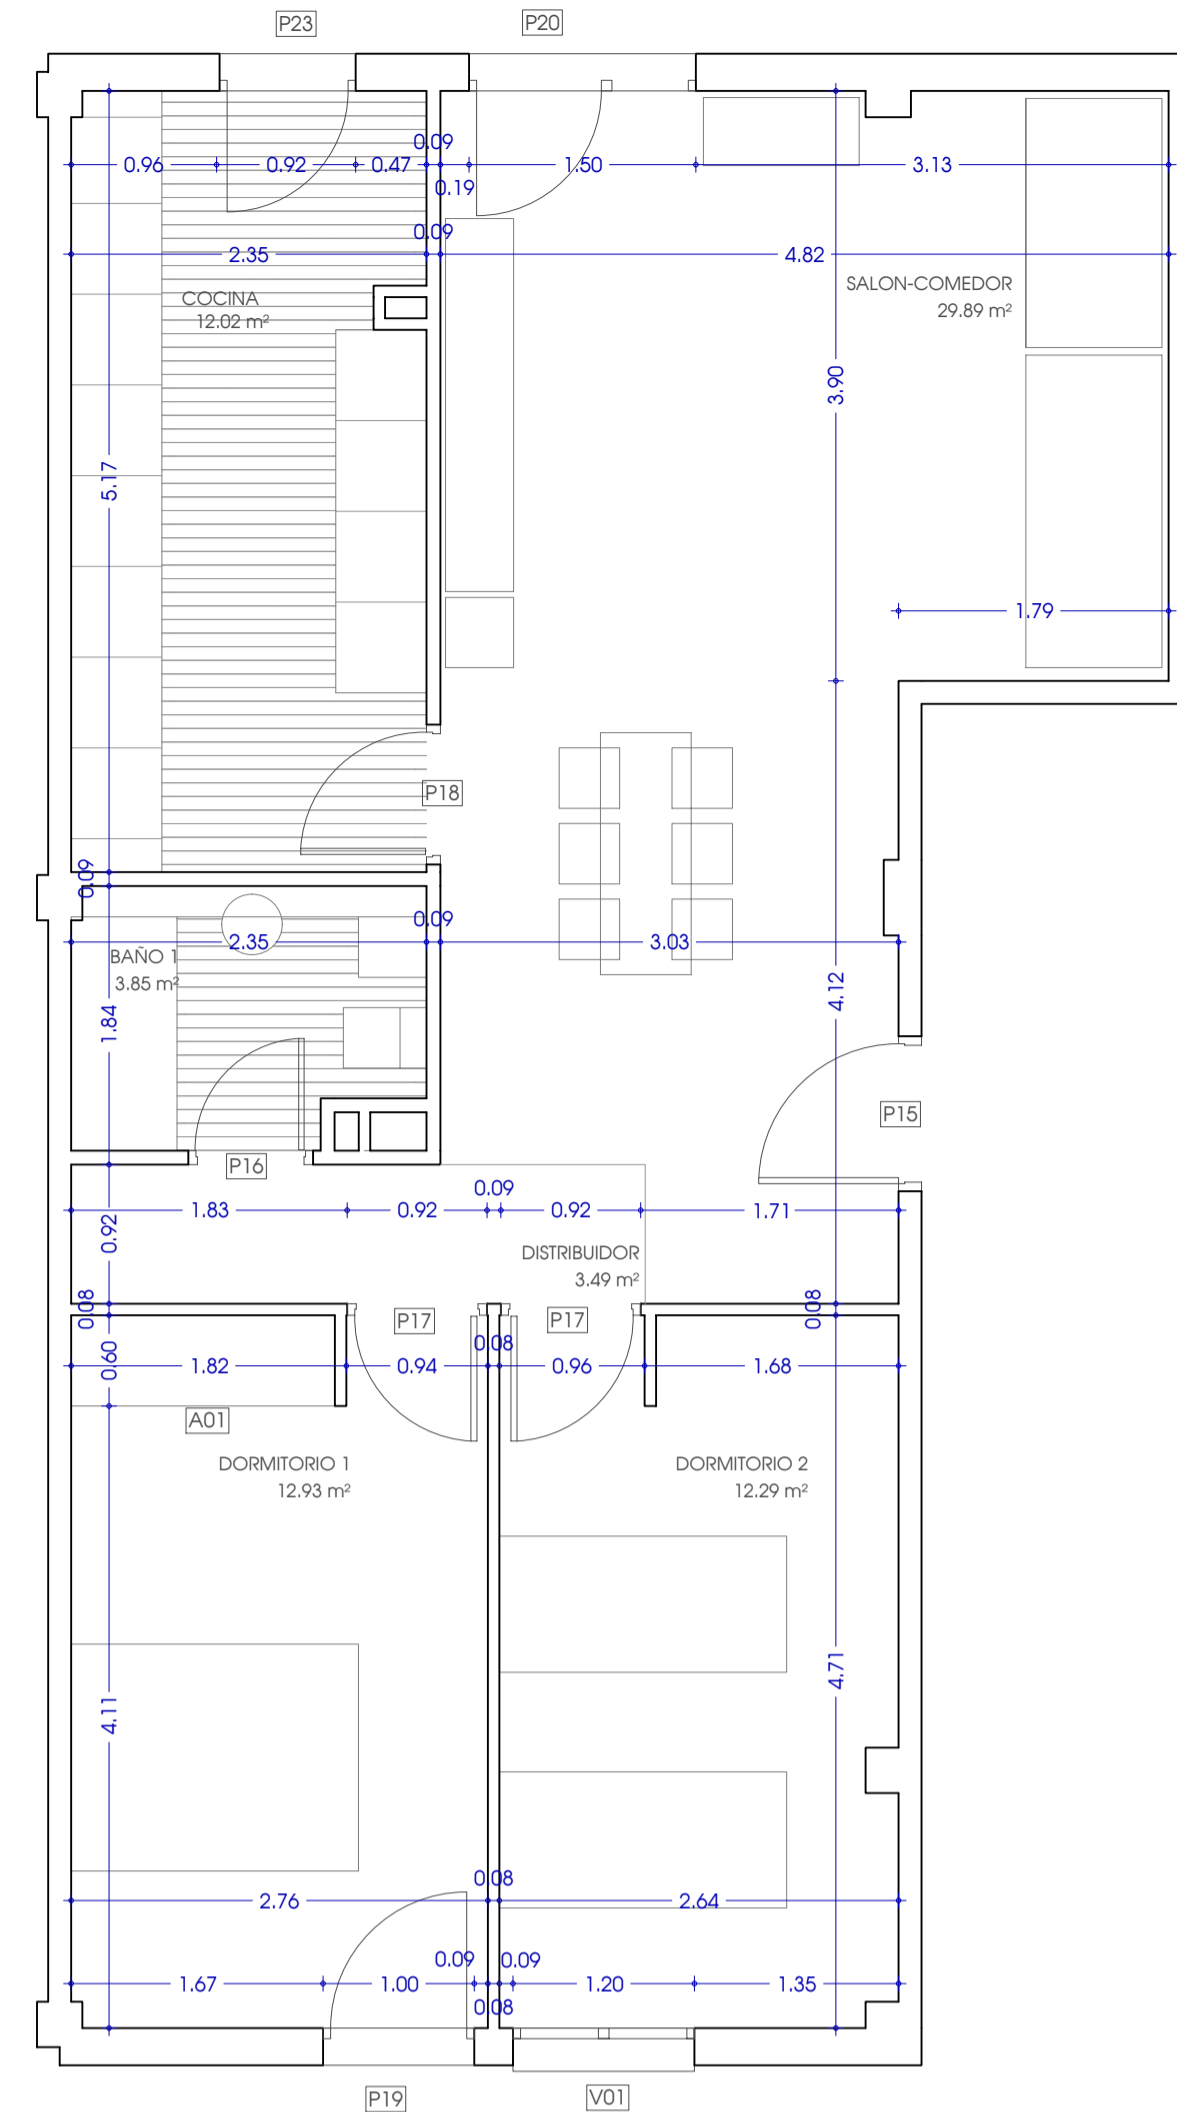 P23
P20
0.09
0.96
0.92
0.47
1.50
3.13
0.19
0.09
2.35
4.82
SALON-COMEDOR
29.89 m²
COCINA
12.02 m²
3.90
5.17
1.79
P18
0.09
0.09
2.35
3.03
BAÑO 1
3.85 m²
4.12
1.84
P15
P16
0.09
1.83
0.92
0.92
1.71
0.92
DISTRIBUIDOR
3.49 m²
0.08
0.08
P17
P17
0.08
0.60
1.82
0.94
0.96
1.68
A01
DORMITORIO 1
12.93 m²
DORMITORIO 2
12.29 m²
4.71
4.11
0.08
2.76
2.64
0.09
0.09
1.67
1.00
1.20
1.35
0.08
P19
V01